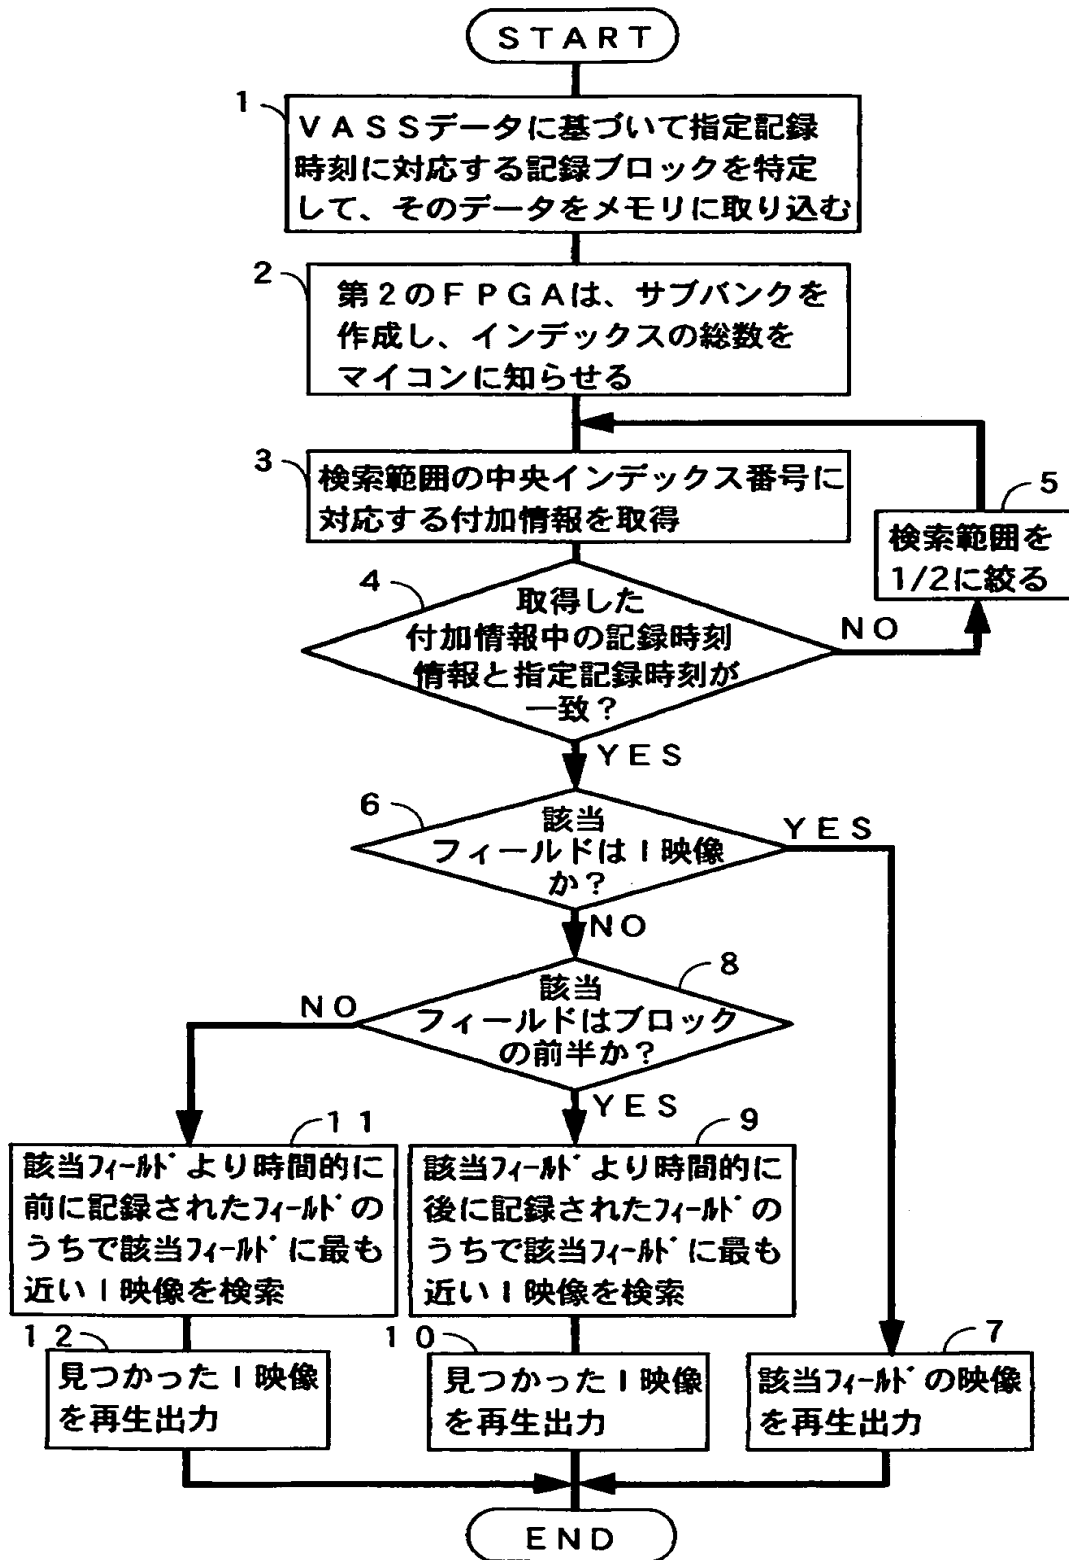 START
1
VASSデータに基づいて指定記録
時刻に対応する記録ブロックを特定
して、そのデータをメモリに取り込む
2
第2のFPGAは、サブバンクを
作成し、インデックスの総数を
マイコンに知らせる
3
検索範囲の中央インデックス番号に
対応する付加情報を取得
5
検索範囲を
1/2に絞る
4
取得した
付加情報中の記録時刻
情報と指定記録時刻が
一致?
NO
YES
6
該当
フィールドはI映像
か?
YES
NO
8
該当
フィールドはブロック
の前半か?
NO
YES
11
該当フィールドより時間的に
前に記録されたフィールドの
うちで該当フィールドに最も
近いI映像を検索
9
該当フィールドより時間的に
後に記録されたフィールドの
うちで該当フィールドに最も
近いI映像を検索
12
見つかったI映像
を再生出力
10
見つかったI映像
を再生出力
7
該当フィールドの映像
を再生出力
END